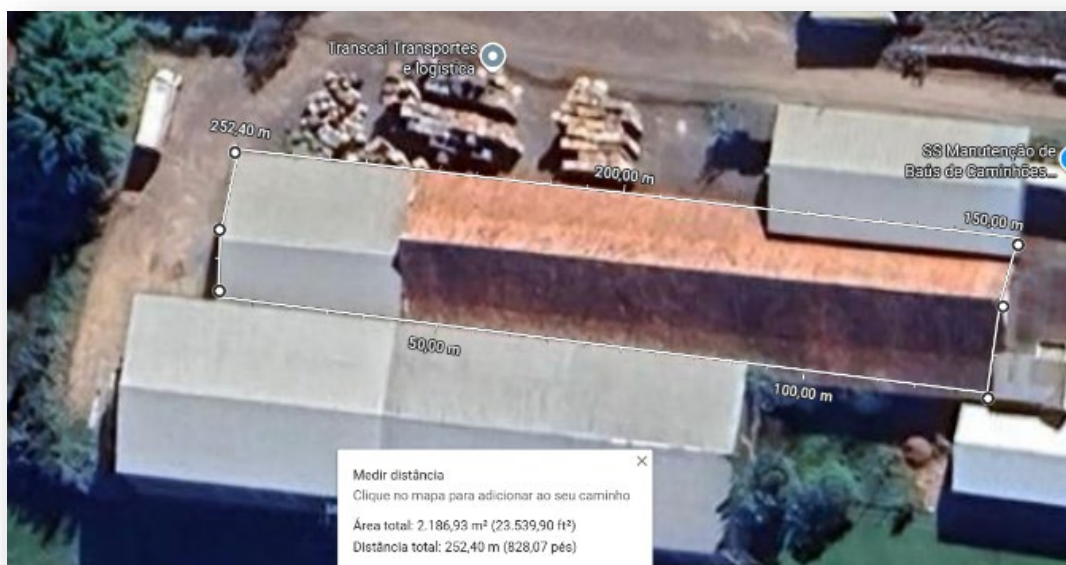 Transcai Transportes
e logística
252,40 m
200,00 m
SS Manutenção de
Baús de Caminhões...
150,00 m
50,00 m
100,00 m
Medir distância
Clique no mapa para adicionar ao seu caminho
Área total: 2.186,93 m² (23.539,90 ft²)
Distância total: 252,40 m (828,07 pés)